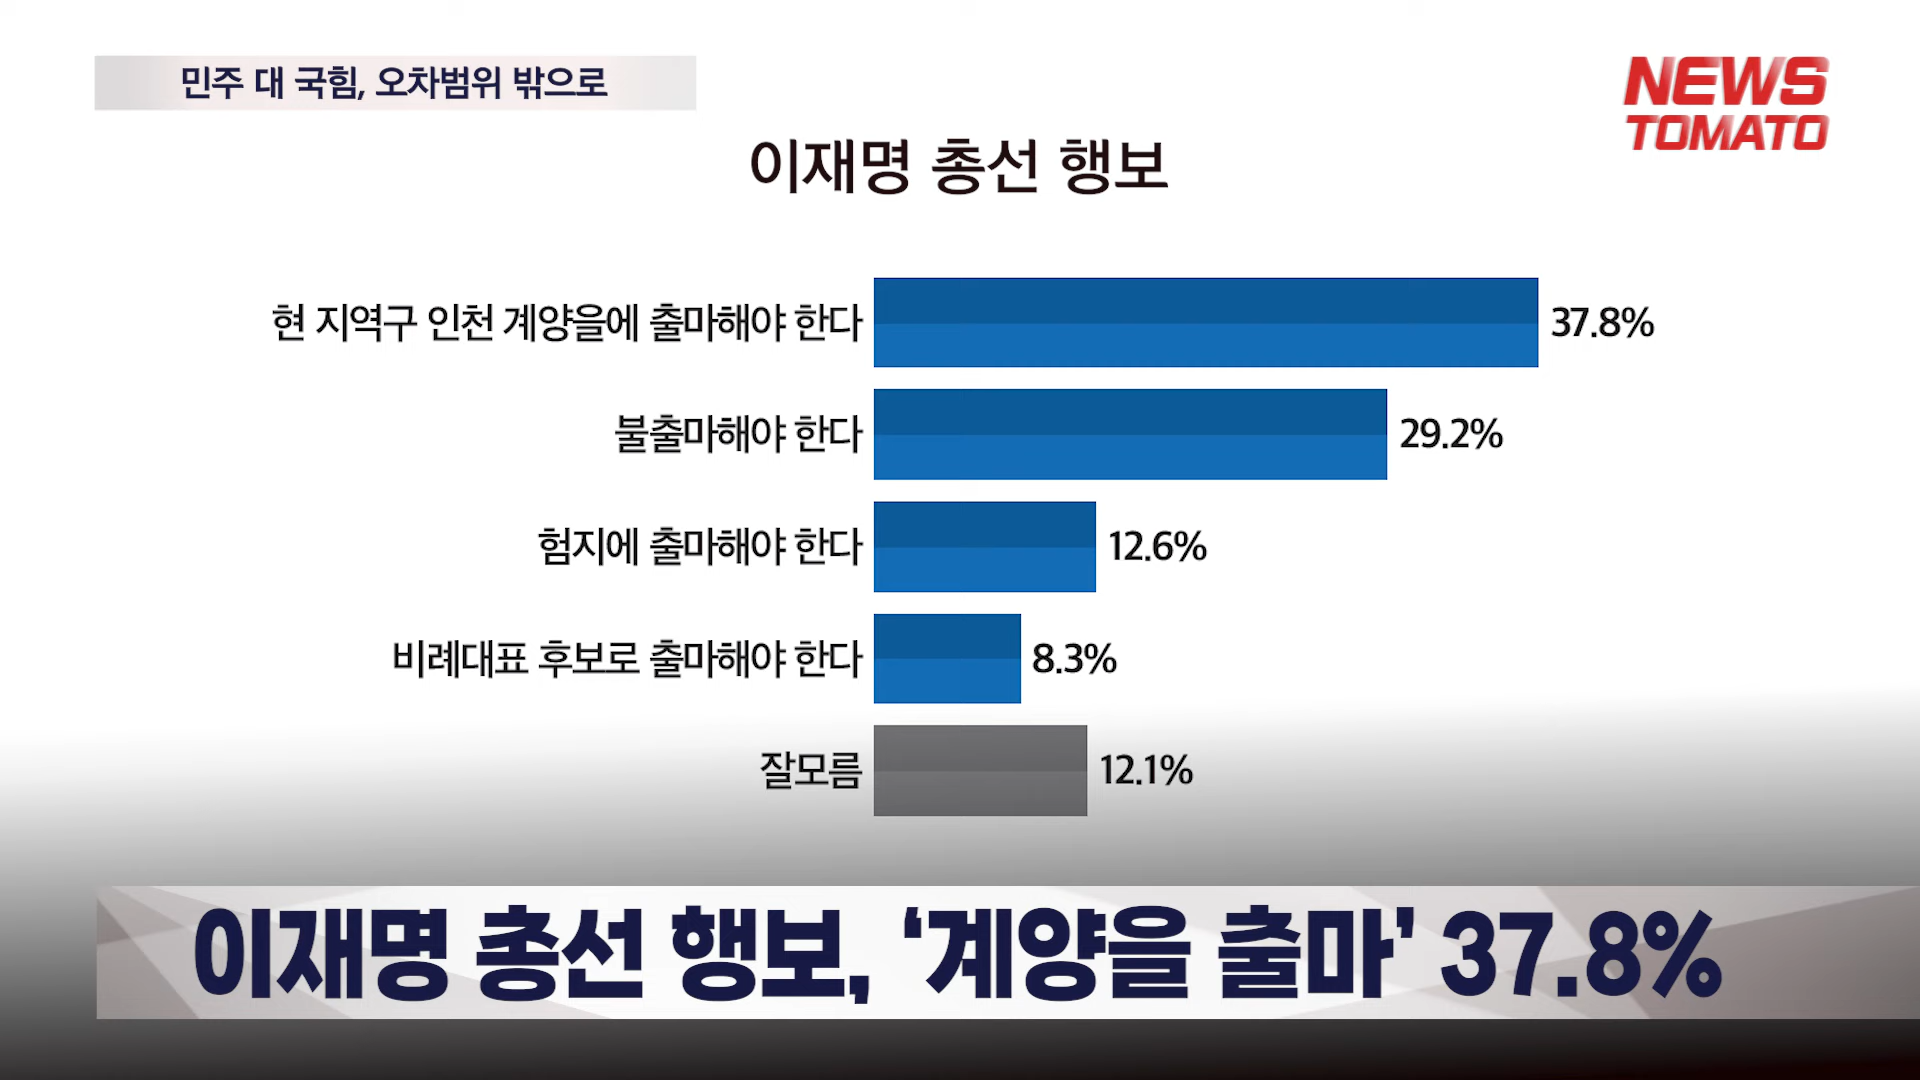 민주 대 국힘, 오차범위 밖으로
NEWS
TOMATO
이재명 총선 행보
현 지역구 인천 계양을에 출마해야 한다 37.8%
불출마해야 한다 29.2%
험지에 출마해야 한다 12.6%
비례대표 후보로 출마해야 한다 8.3%
잘모름 12.1%
이재명 총선 행보, ‘계양을 출마’ 37.8%